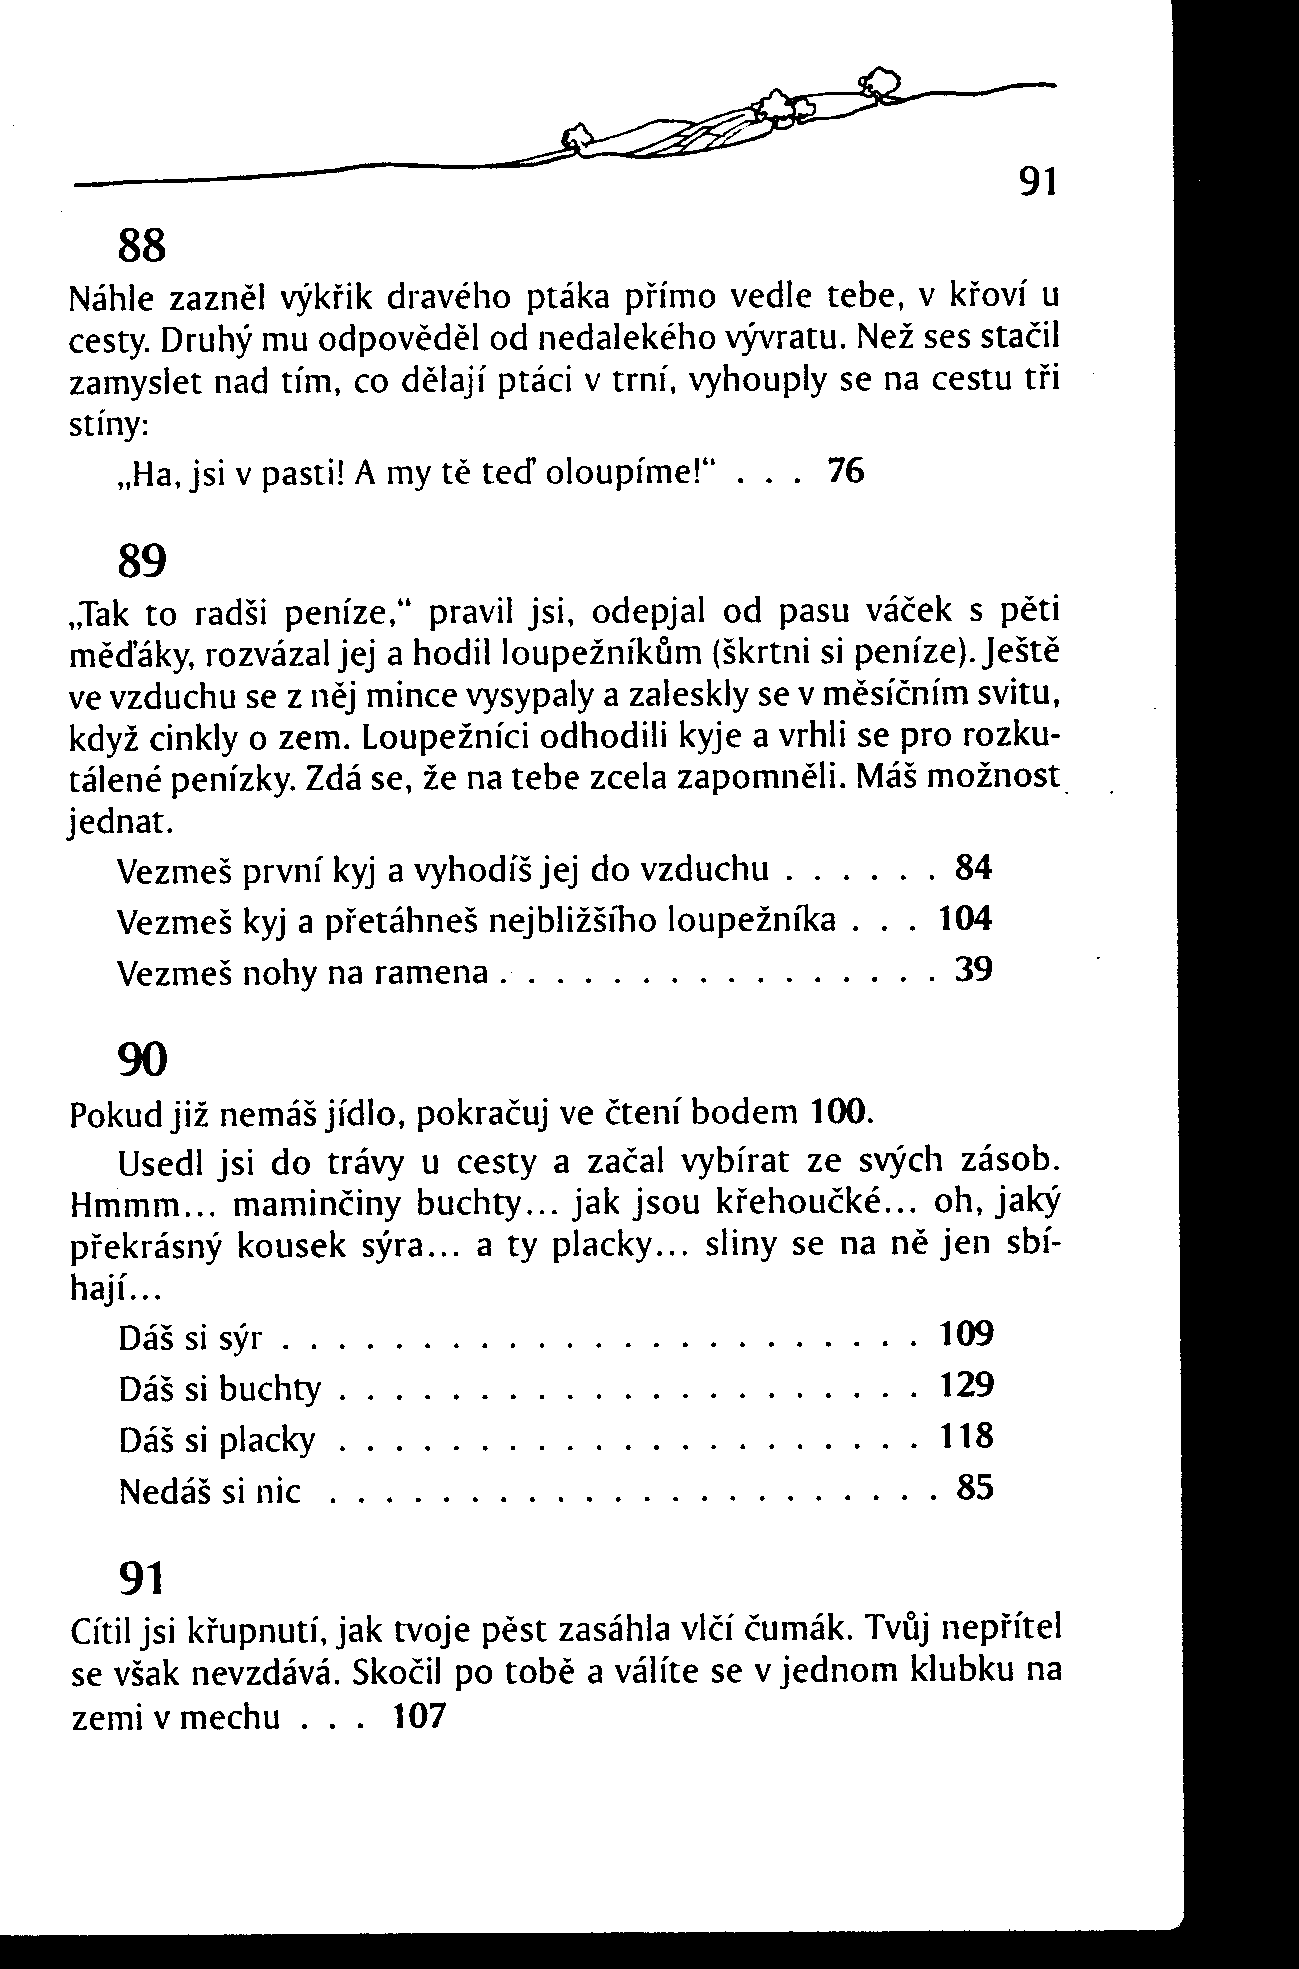 91
88
Náhle zazněl výkřik dravého ptáka přímo vedle tebe, v křoví u
cesty. Druhý mu odpověděl od nedalekého vývratu. Než ses stačil
zamyslet nad tím, co dělají ptáci v trní, vyhouply se na cestu tři
stíny:
„Ha, jsi v pasti! A my tě teď oloupíme!“ . . . 76
89
„Tak to radši peníze,“ pravil jsi, odepjal od pasu váček s pěti
měďáky, rozvázal jej a hodil loupežníkům (škrtni si peníze). Ještě
ve vzduchu se z něj mince vysypaly a zaleskly se v měsíčním svitu,
když cinkly o zem. Loupežníci odhodili kyje a vrhli se pro rozku-
tálené penízky. Zdá se, že na tebe zcela zapomněli. Máš možnost
jednat.
Vezmeš první kyj a vyhodíš jej do vzduchu . . . . . . 84
Vezmeš kyj a přetáhneš nejbližšího loupežníka . . . 104
Vezmeš nohy na ramena . . . . . . . . . . . . . . . . 39
90
Pokud již nemáš jídlo, pokračuj ve čtení bodem 100.
Usedl jsi do trávy u cesty a začal vybírat ze svých zásob.
Hmmm... maminčiny buchty... jak jsou křehoučké... oh, jaký
překrásný kousek sýra... a ty placky... sliny se na ně jen sbí-
hají...
Dáš si sýr . . . . . . . . . . . . . . . . . . . . . . . 109
Dáš si buchty . . . . . . . . . . . . . . . . . . . . . 129
Dáš si placky . . . . . . . . . . . . . . . . . . . . . 118
Nedáš si nic . . . . . . . . . . . . . . . . . . . . . . 85
91
Cítil jsi křupnutí, jak tvoje pěst zasáhla vlčí čumák. Tvůj nepřítel
se však nevzdává. Skočil po tobě a válíte se v jednom klubku na
zemi v mechu . . . 107